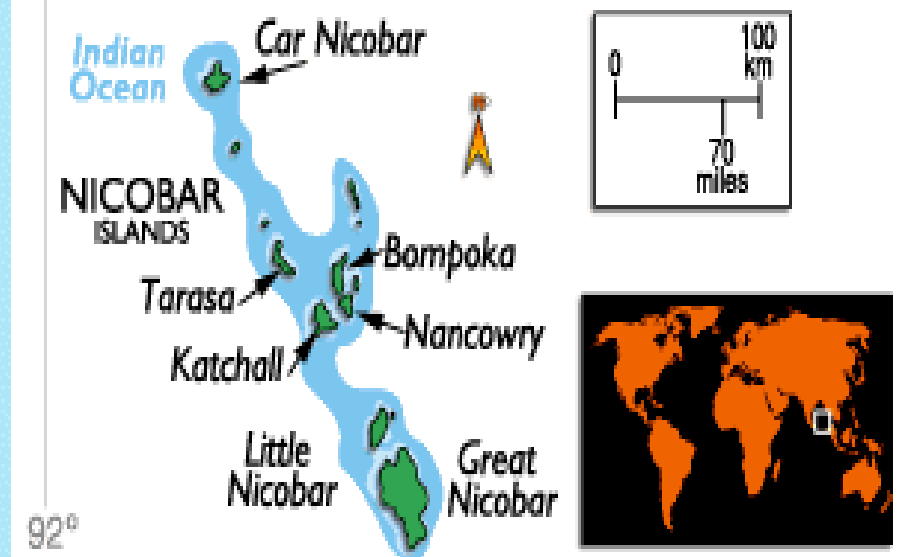 Indian
Ocean
Car Nicobar
0
100
km
70
miles
NICOBAR
ISLANDS
Bompoka
Tarasa
Nancowry
Katchall
Little
Nicobar
Great
Nicobar
92°